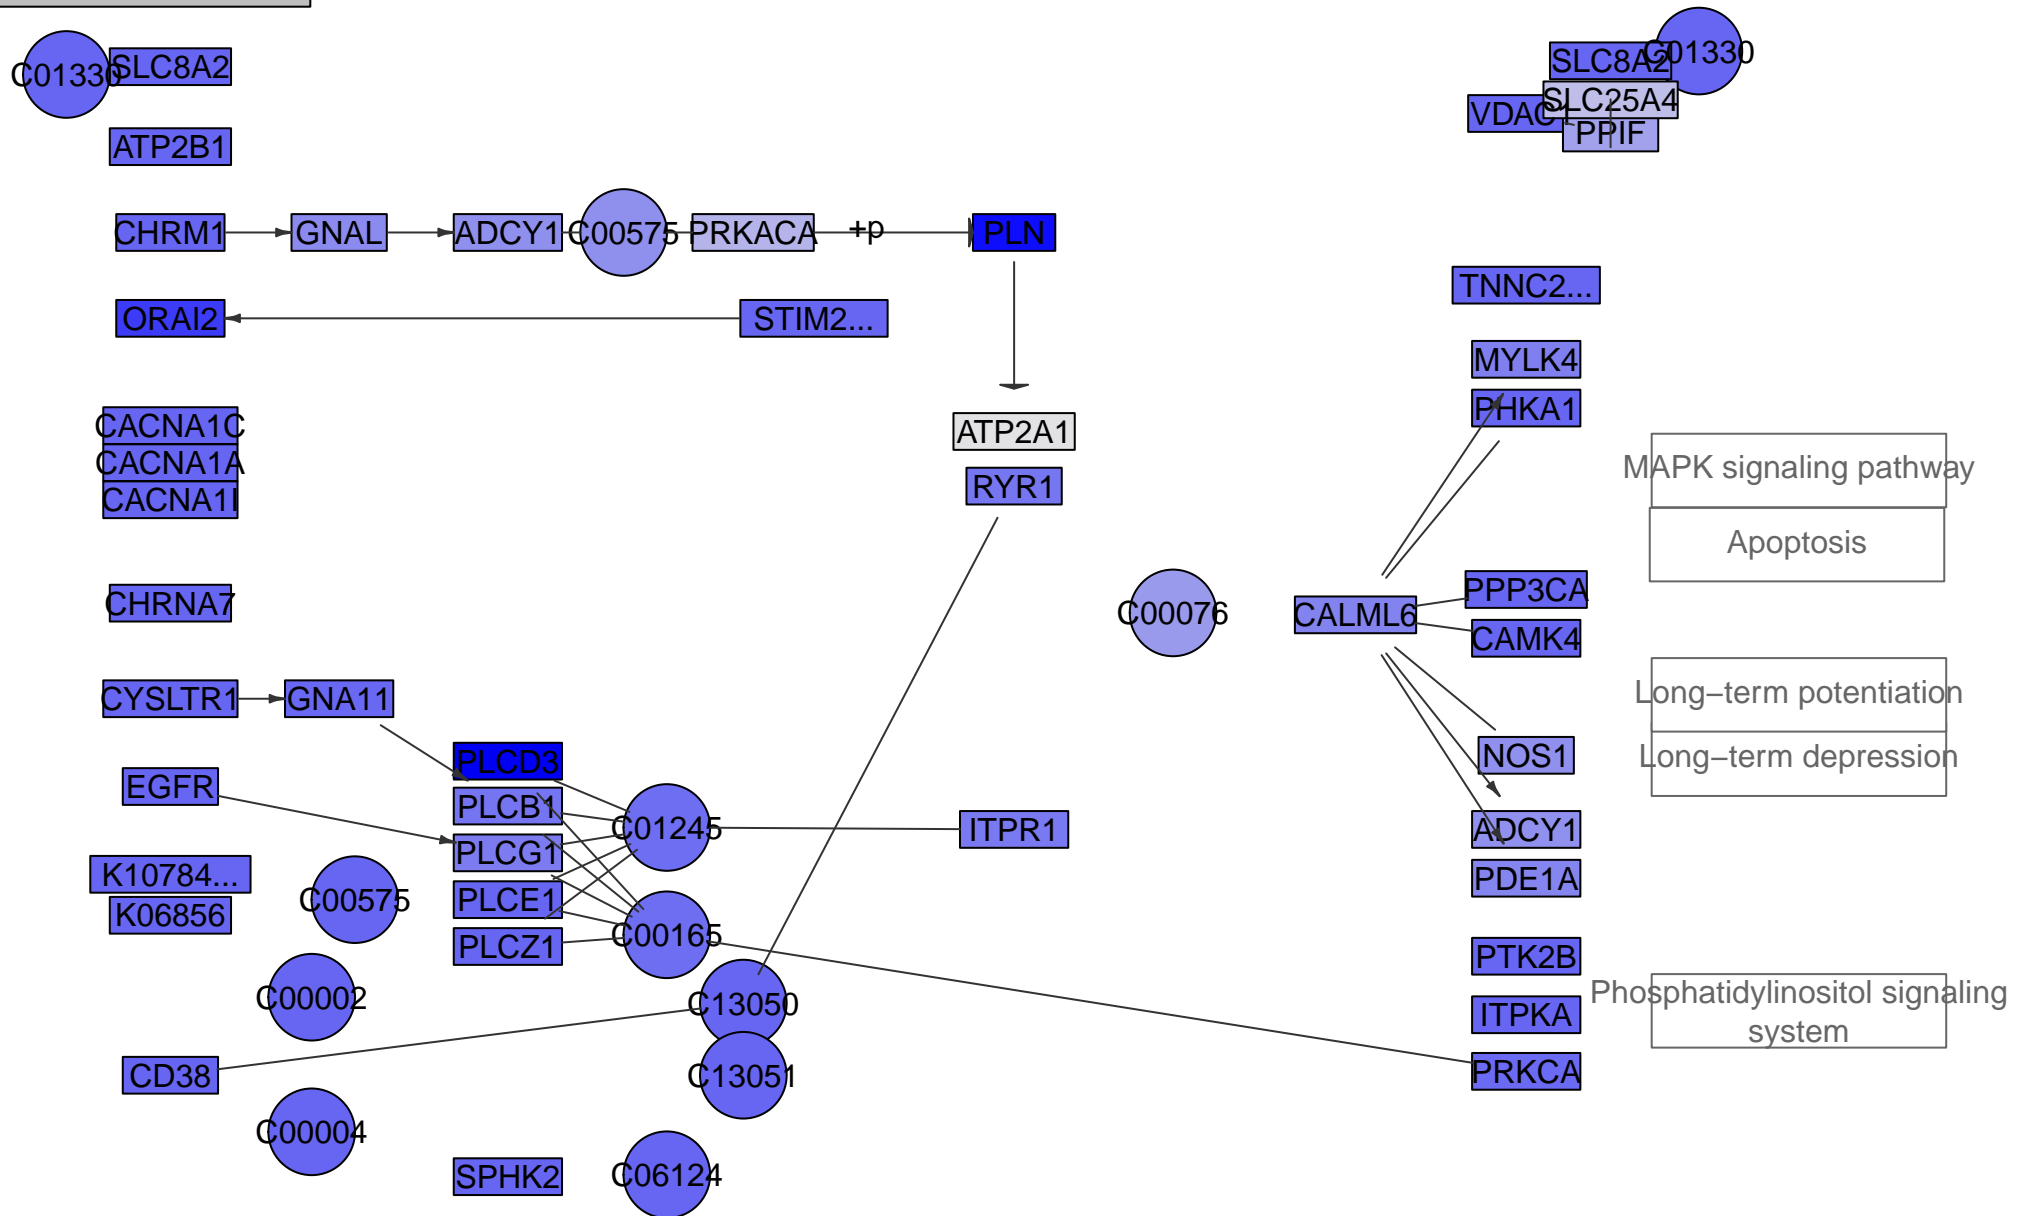 C01330
SLC8A2
SLC8A2
C01330
SLC25A4
VDAC1
PPIF
ATP2B1
CHRM1
GNAL
ADCY1
C00575
PRKACA
+p
PLN
TNNC2...
ORAI2
STIM2...
MYLK4
PHKA1
CACNA1C
CACNA1A
CACNA1I
ATP2A1
RYR1
MAPK signaling pathway
Apoptosis
CHRNA7
C00076
CALML6
PPP3CA
CAMK4
CYSLTR1
GNA11
Long−term potentiation
Long−term depression
PLCD3
NOS1
EGFR
PLCB1
C01245
ITPR1
ADCY1
PLCG1
K10784...
K06856
C00575
PLCE1
PDE1A
PLCZ1
C00165
PTK2B
C00002
C13050
ITPKA
Phosphatidylinositol signaling
system
CD38
C13051
PRKCA
C00004
SPHK2
C06124